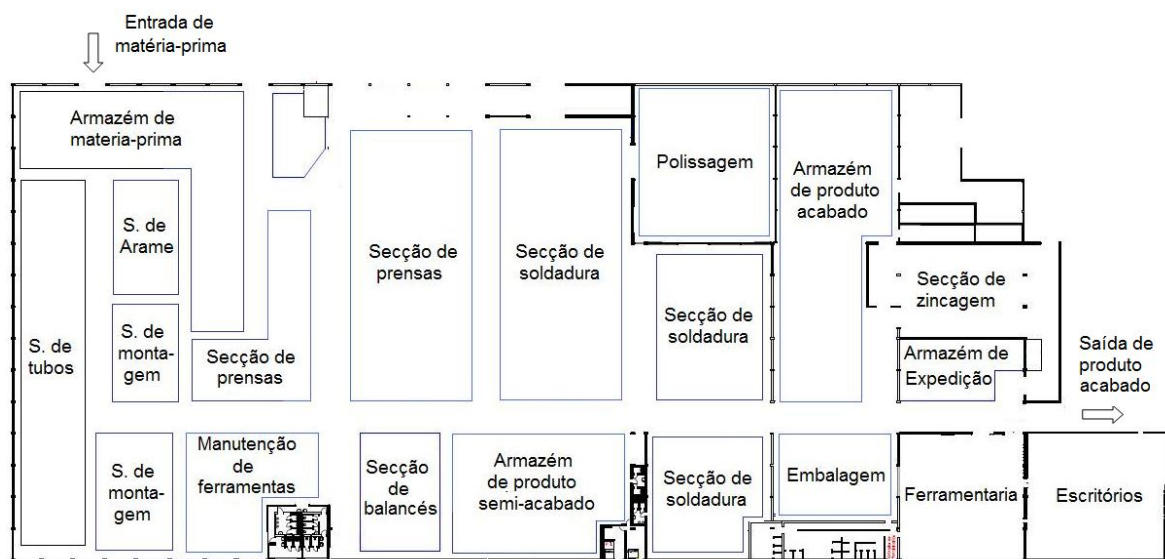 Entrada de
matéria-prima
Armazém de
materia-prima
Polissagem
Armazém
de produto
acabado
S. de
Arame
Secção de
prensas
Secção de
soldadura
Secção de
zincagem
S. de
tubos
S. de
monta-
gem
Secção de
prensas
Secção de
soldadura
Armazém de
Expedição
Saída de
produto
acabado
S. de
monta-
gem
Manutenção
de
ferramentas
Secção
de
balancés
Armazém
de produto
semi-acabado
Secção de
soldadura
Embalagem
Ferramentaria
Escritórios